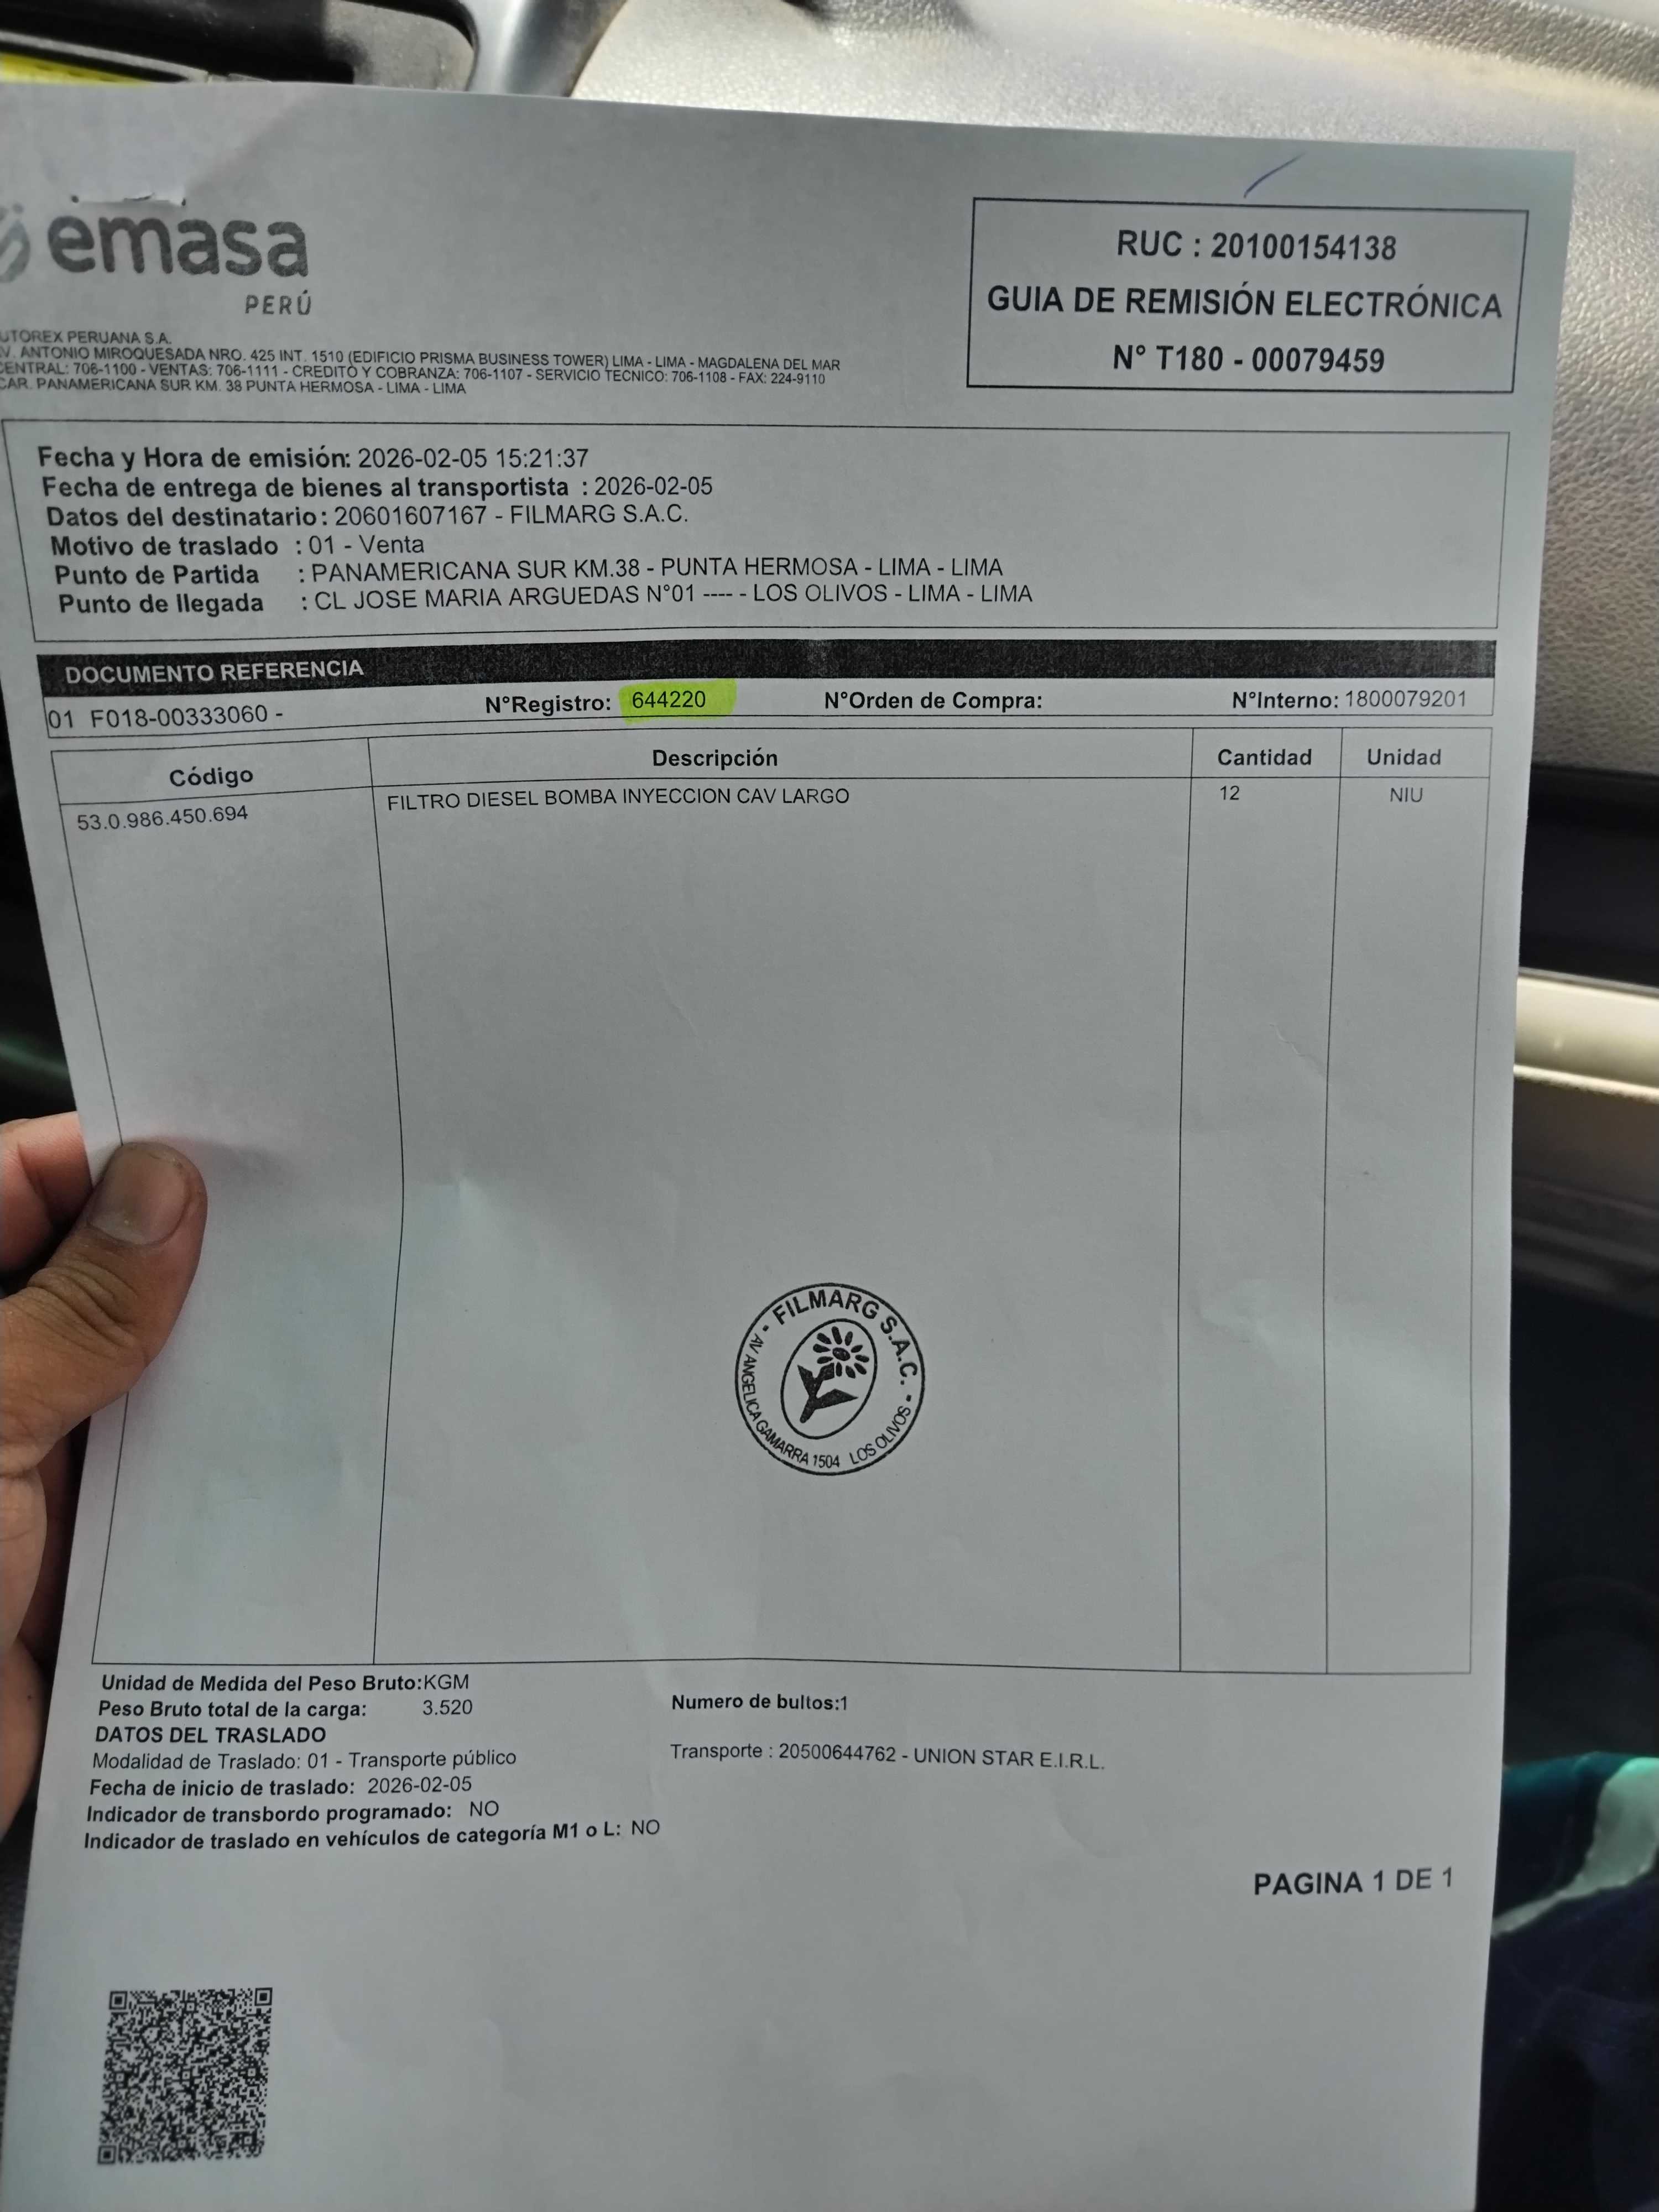 emasa
PERÚ
RUC : 20100154138
GUIA DE REMISIÓN ELECTRÓNICA
N° T180 - 00079459
UTOREX PERUANA S.A.
V. ANTONIO MIROQUESADA NRO. 425 INT. 1510 (EDIFICIO PRISMA BUSINESS TOWER) LIMA - LIMA - MAGDALENA DEL MAR
CENTRAL: 706-1100 - VENTAS: 706-1111 - CREDITO Y COBRANZA: 706-1107 - SERVICIO TECNICO: 706-1108 - FAX: 224-9110
CAR. PANAMERICANA SUR KM. 38 PUNTA HERMOSA - LIMA - LIMA
Fecha y Hora de emisión: 2026-02-05 15:21:37
Fecha de entrega de bienes al transportista : 2026-02-05
Datos del destinatario: 20601607167 - FILMARG S.A.C.
Motivo de traslado : 01 - Venta
Punto de Partida : PANAMERICANA SUR KM.38 - PUNTA HERMOSA - LIMA - LIMA
Punto de llegada : CL JOSE MARIA ARGUEDAS N°01 ---- - LOS OLIVOS - LIMA - LIMA
DOCUMENTO REFERENCIA
01 F018-00333060 - N°Registro: 644220 N°Orden de Compra: N°Interno: 1800079201
Código Descripción Cantidad Unidad
53.0.986.450.694 FILTRO DIESEL BOMBA INYECCION CAV LARGO 12 NIU
- FILMARG S.A.C. -
AV ANGELICA GAMARRA 1504 LOS OLIVOS
Unidad de Medida del Peso Bruto:KGM
Peso Bruto total de la carga: 3.520 Numero de bultos:1
DATOS DEL TRASLADO
Modalidad de Traslado: 01 - Transporte público Transporte : 20500644762 - UNION STAR E.I.R.L.
Fecha de inicio de traslado: 2026-02-05
Indicador de transbordo programado: NO
Indicador de traslado en vehículos de categoría M1 o L: NO
PAGINA 1 DE 1